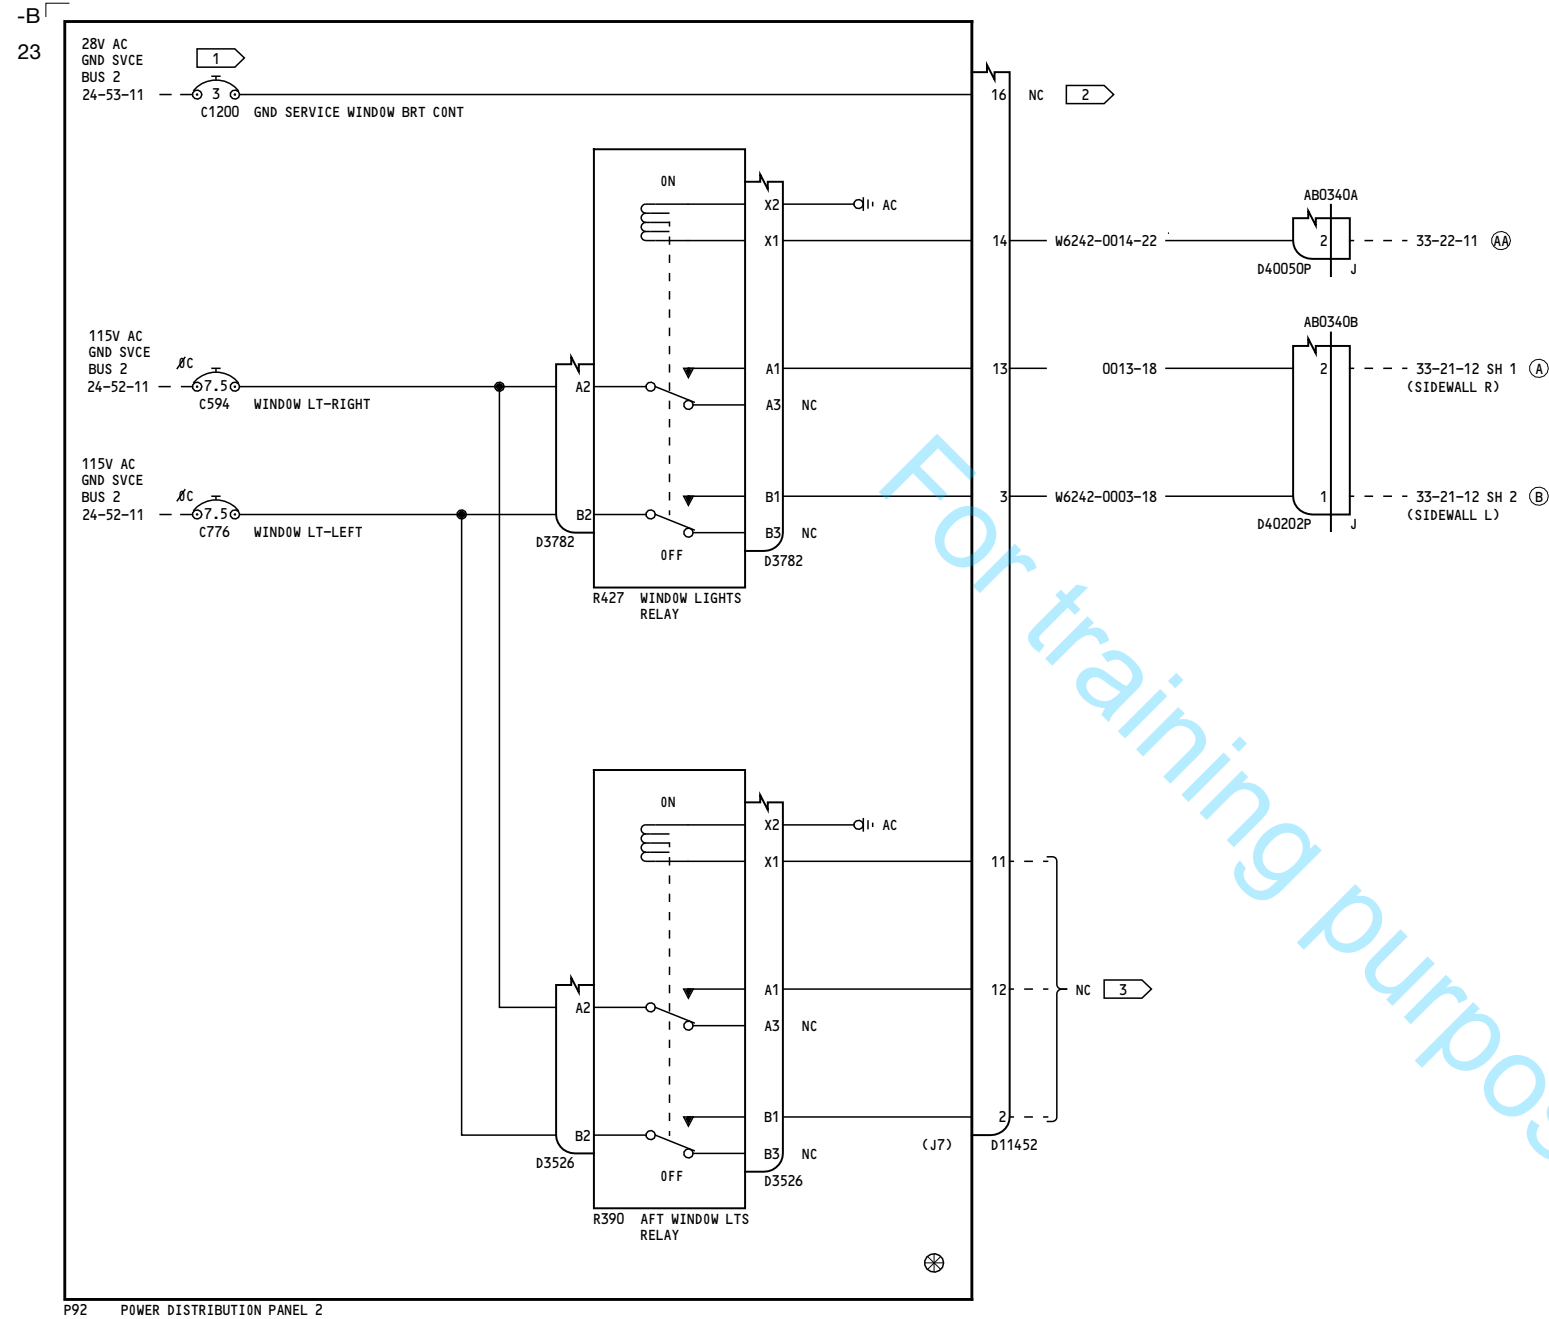 -B
23
28V AC
GND SVCE
BUS 2
24-53-11
1
3
C1200 GND SERVICE WINDOW BRT CONT
16 NC 2
ON
X2 AC
X1
14 W6242-0014-22
AB0340A
2 33-22-11 AA
D40050P J
115V AC
GND SVCE
BUS 2
24-52-11
ØC
7.5
C594 WINDOW LT-RIGHT
A2
A1
A3 NC
13 0013-18
AB0340B
2 33-21-12 SH 1 A
(SIDEWALL R)
115V AC
GND SVCE
BUS 2
24-52-11
ØC
7.5
C776 WINDOW LT-LEFT
B2
D3782
B1
B3 NC
OFF
D3782
3 W6242-0003-18
1 33-21-12 SH 2 B
(SIDEWALL L)
D40202P J
R427 WINDOW LIGHTS
RELAY
ON
X2 AC
X1
11
A2
A1
A3 NC
12 NC 3
B2
D3526
B1
B3 NC
OFF
D3526
2
(J7) D11452
R390 AFT WINDOW LTS
RELAY
P92 POWER DISTRIBUTION PANEL 2
For training purpos